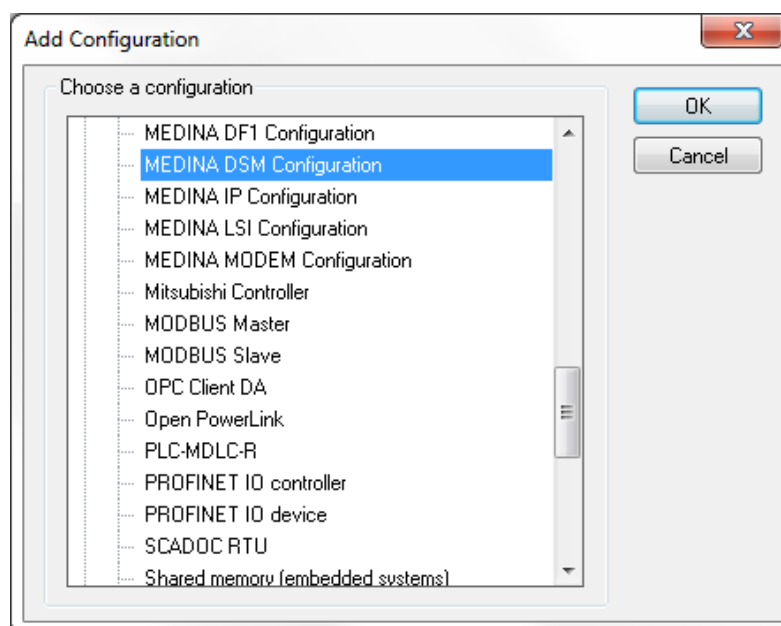 Add Configuration
Choose a configuration
OK
Cancel
MEDINA DF1 Configuration
MEDINA DSM Configuration
MEDINA IP Configuration
MEDINA LSI Configuration
MEDINA MODEM Configuration
Mitsubishi Controller
MODBUS Master
MODBUS Slave
OPC Client DA
Open PowerLink
PLC-MDLC-R
PROFINET IO controller
PROFINET IO device
SCADOC RTU
Shared memory (embedded systems)